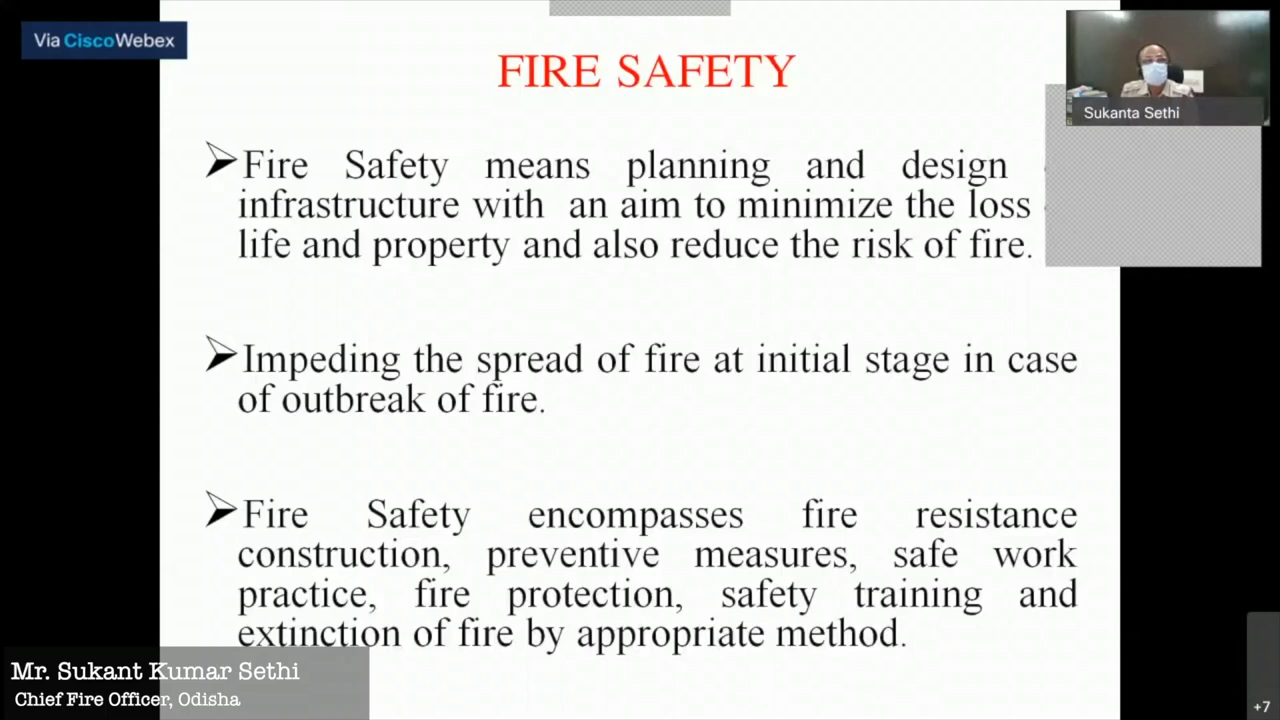 Via CiscoWebex
FIRE SAFETY
Sukanta Sethi
Fire Safety means planning and design
infrastructure with an aim to minimize the loss
life and property and also reduce the risk of fire.
Impeding the spread of fire at initial stage in case
of outbreak of fire.
Fire Safety encompasses fire resistance
construction, preventive measures, safe work
practice, fire protection, safety training and
extinction of fire by appropriate method.
Mr. Sukant Kumar Sethi
Chief Fire Officer, Odisha
+7